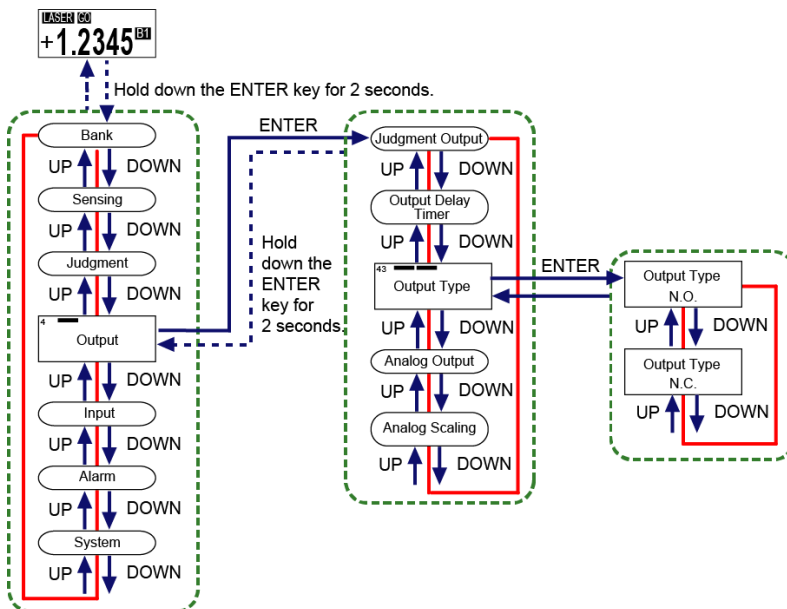 LASER GO
+1.2345 B1
Hold down the ENTER key for 2 seconds.
Bank
UP DOWN
Sensing
UP DOWN
Judgment
UP DOWN
4
Output
UP DOWN
Input
UP DOWN
Alarm
UP DOWN
System
UP DOWN
ENTER
Hold
down the
ENTER
key for
2 seconds.
Judgment Output
UP DOWN
Output Delay
Timer
UP DOWN
43
Output Type
UP DOWN
Analog Output
UP DOWN
Analog Scaling
UP DOWN
ENTER
Output Type
N.O.
UP DOWN
Output Type
N.C.
UP DOWN